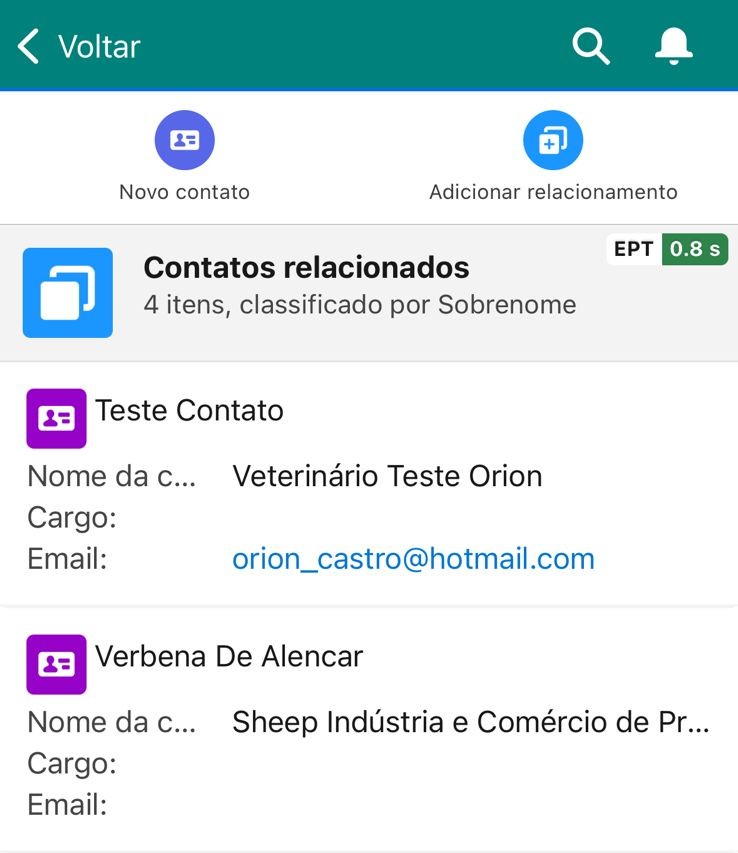 Voltar
Novo contato
Adicionar relacionamento
EPT 0.8 s
Contatos relacionados
4 itens, classificado por Sobrenome
Teste Contato
Nome da c... Veterinário Teste Orion
Cargo:
Email: orion_castro@hotmail.com
Verbena De Alencar
Nome da c... Sheep Indústria e Comércio de Pr...
Cargo:
Email: